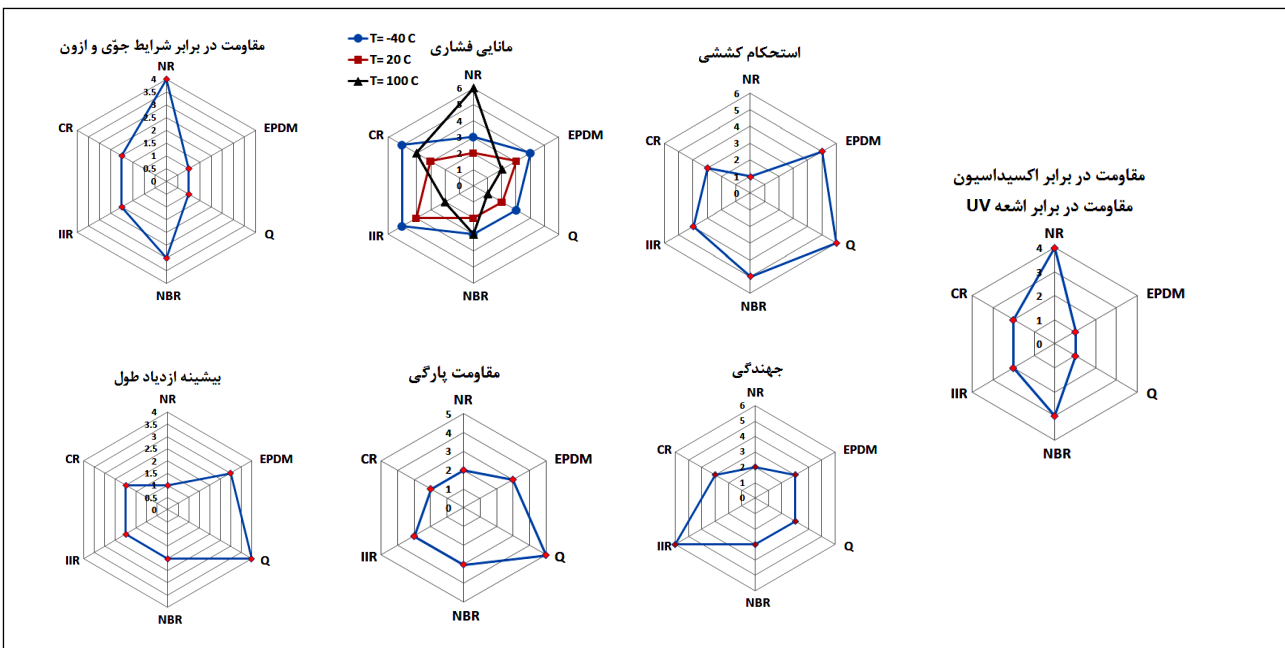 مقاومت در برابر شرایط جوّی و ازون
NR
4
3.5
3
2.5
2
1.5
1
0.5
0
EPDM
Q
NBR
IIR
CR
T= -40 C
T= 20 C
T= 100 C
مانایی فشاری
NR
6
5
4
3
2
1
0
EPDM
Q
NBR
IIR
CR
استحکام کششی
NR
6
5
4
3
2
1
0
EPDM
Q
NBR
IIR
CR
مقاومت در برابر اکسیداسیون
مقاومت در برابر اشعه UV
NR
4
3
2
1
0
EPDM
Q
NBR
IIR
CR
بیشینه ازدیاد طول
NR
4
3.5
3
2.5
2
1.5
1
0.5
0
EPDM
Q
NBR
IIR
CR
مقاومت پارگی
NR
5
4
3
2
1
0
EPDM
Q
NBR
IIR
CR
جهندگی
NR
6
5
4
3
2
1
0
EPDM
Q
NBR
IIR
CR